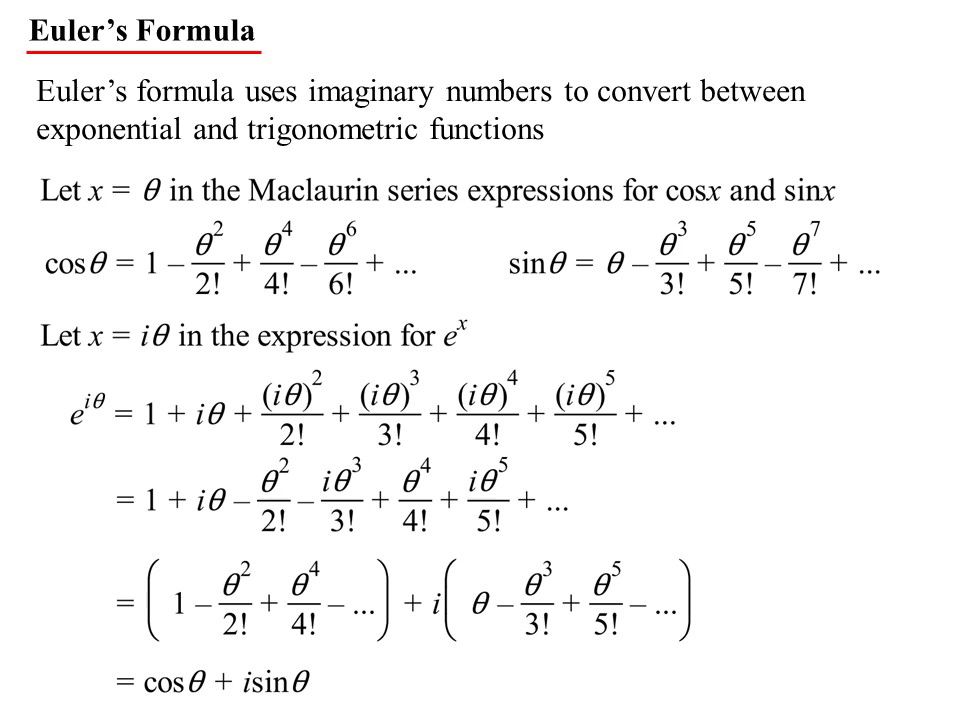 Euler’s Formula
Euler’s formula uses imaginary numbers to convert between
exponential and trigonometric functions
Let x = θ in the Maclaurin series expressions for cosx and sinx
cosθ = 1 – θ²/2! + θ⁴/4! – θ⁶/6! + ... sinθ = θ – θ³/3! + θ⁵/5! – θ⁷/7! + ...
Let x = iθ in the expression for eˣ
e^{iθ} = 1 + iθ + (iθ)²/2! + (iθ)³/3! + (iθ)⁴/4! + (iθ)⁵/5! + ...
= 1 + iθ – θ²/2! – iθ³/3! + θ⁴/4! + iθ⁵/5! + ...
= ( 1 – θ²/2! + θ⁴/4! – ... ) + i( θ – θ³/3! + θ⁵/5! – ... )
= cosθ + isinθ